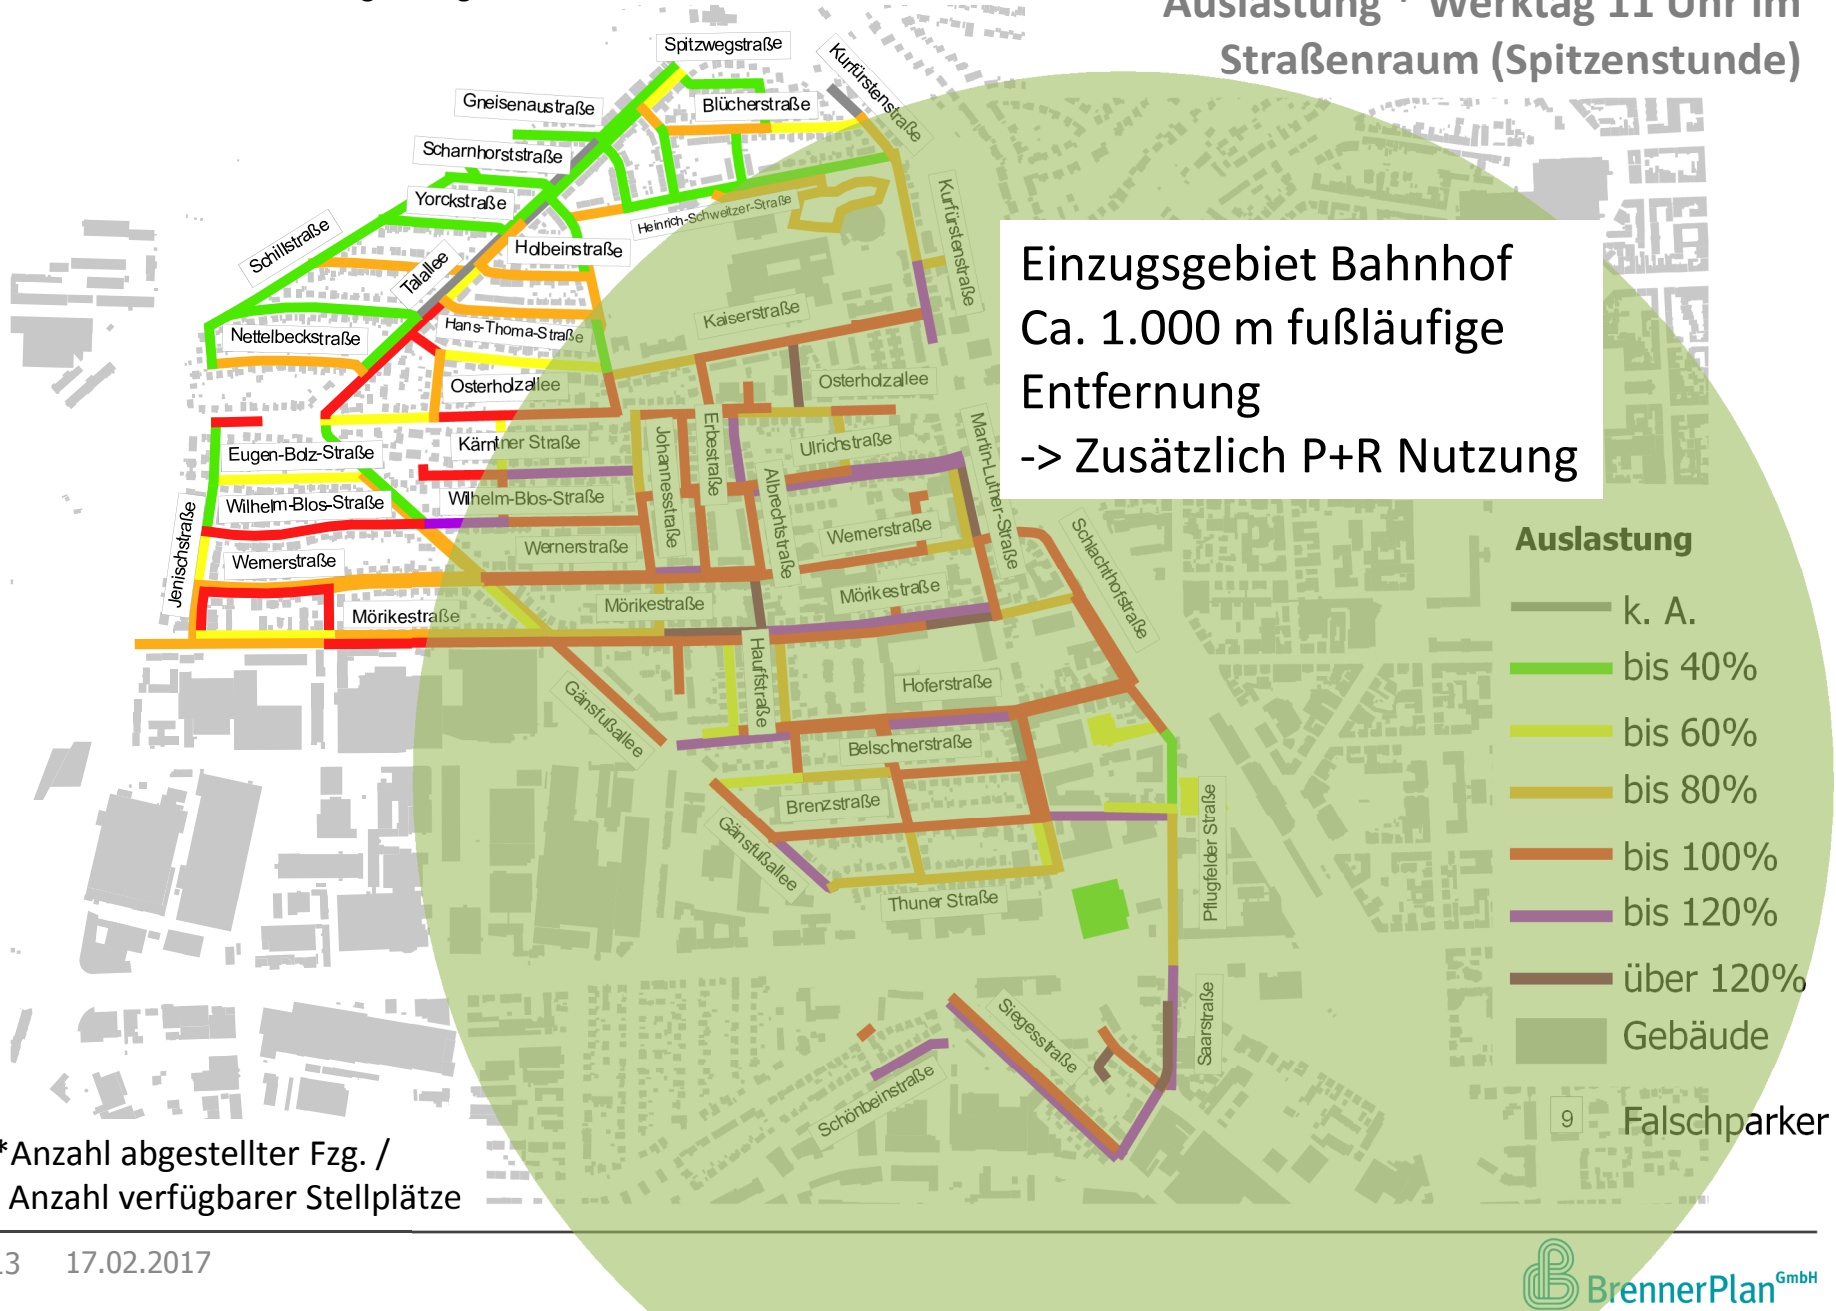 Auslastung * Werktag 11 Uhr im
Straßenraum (Spitzenstunde)
Spitzwegstraße
Kurfürstenstraße
Gneisenaustraße
Blücherstraße
Scharnhorststraße
Yorckstraße
Heinrich-Schweitzer-Straße
Kurfürstenstraße
Schillstraße
Holbeinstraße
Talallee
Einzugsgebiet Bahnhof
Ca. 1.000 m fußläufige
Entfernung
-> Zusätzlich P+R Nutzung
Kaiserstraße
Nettelbeckstraße
Hans-Thoma-Straße
Osterholzallee
Osterholzallee
Kärntner Straße
Johannesstraße
Erbestraße
Ulrichstraße
Martin-Luther-Straße
Eugen-Bolz-Straße
Wilhelm-Blos-Straße
Wilhelm-Blos-Straße
Albrechtstraße
Jenischstraße
Wernerstraße
Wernerstraße
Wernerstraße
Schlachthofstraße
Mörikestraße
Mörikestraße
Mörikestraße
Gänsfußallee
Hauffstraße
Hoferstraße
Belschnerstraße
Brenzstraße
Gänsfußallee
Thuner Straße
Pflugfelder Straße
Siegesstraße
Saarstraße
Schönbeinstraße
Auslastung
k. A.
bis 40%
bis 60%
bis 80%
bis 100%
bis 120%
über 120%
Gebäude
9 Falschparker
*Anzahl abgestellter Fzg. /
Anzahl verfügbarer Stellplätze
13 17.02.2017
BrennerPlan GmbH